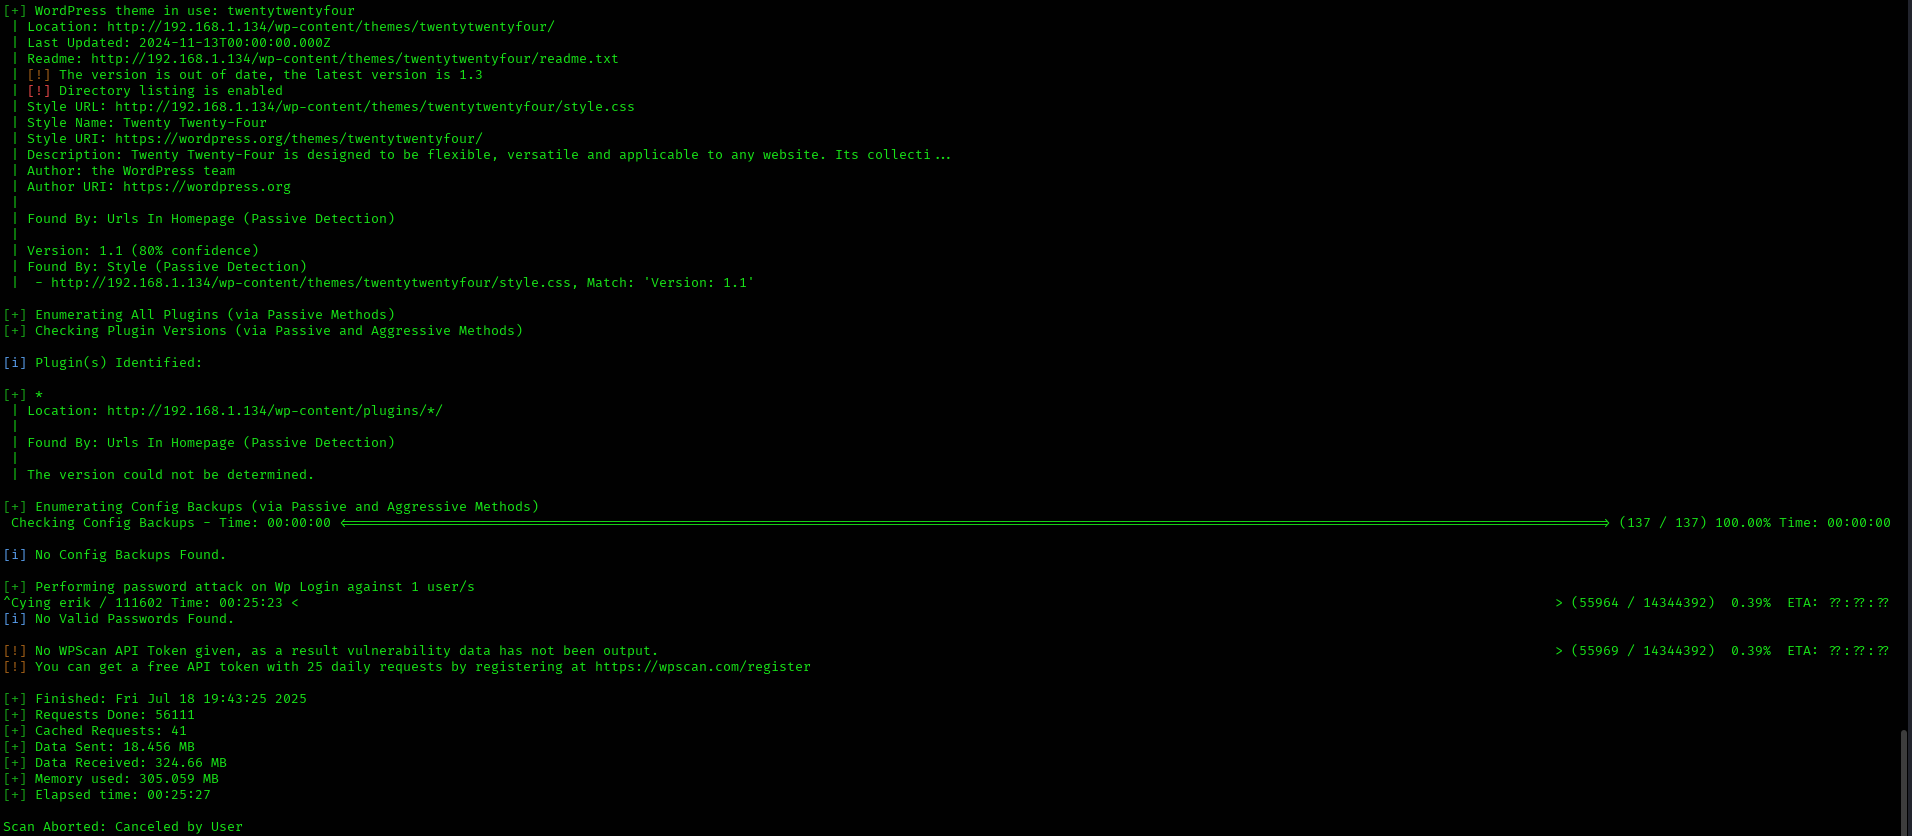 [+] WordPress theme in use: twentytwentyfour
 | Location: http://192.168.1.134/wp-content/themes/twentytwentyfour/
 | Last Updated: 2024-11-13T00:00:00.000Z
 | Readme: http://192.168.1.134/wp-content/themes/twentytwentyfour/readme.txt
 | [!] The version is out of date, the latest version is 1.3
 | [!] Directory listing is enabled
 | Style URL: http://192.168.1.134/wp-content/themes/twentytwentyfour/style.css
 | Style Name: Twenty Twenty-Four
 | Style URI: https://wordpress.org/themes/twentytwentyfour/
 | Description: Twenty Twenty-Four is designed to be flexible, versatile and applicable to any website. Its collecti...
 | Author: the WordPress team
 | Author URI: https://wordpress.org
 |
 | Found By: Urls In Homepage (Passive Detection)
 |
 | Version: 1.1 (80% confidence)
 | Found By: Style (Passive Detection)
 |  - http://192.168.1.134/wp-content/themes/twentytwentyfour/style.css, Match: 'Version: 1.1'

[+] Enumerating All Plugins (via Passive Methods)
[+] Checking Plugin Versions (via Passive and Aggressive Methods)

[i] Plugin(s) Identified:

[+] *
 | Location: http://192.168.1.134/wp-content/plugins/*/
 |
 | Found By: Urls In Homepage (Passive Detection)
 |
 | The version could not be determined.

[+] Enumerating Config Backups (via Passive and Aggressive Methods)
 Checking Config Backups - Time: 00:00:00 <=====================================> (137 / 137) 100.00% Time: 00:00:00

[i] No Config Backups Found.

[+] Performing password attack on Wp Login against 1 user/s
^Cying erik / 111602 Time: 00:25:23 <                                     > (55964 / 14344392)  0.39%  ETA: ??:??:??
[i] No Valid Passwords Found.

[!] No WPScan API Token given, as a result vulnerability data has not been output.                                     > (55969 / 14344392)  0.39%  ETA: ??:??:??
[!] You can get a free API token with 25 daily requests by registering at https://wpscan.com/register

[+] Finished: Fri Jul 18 19:43:25 2025
[+] Requests Done: 56111
[+] Cached Requests: 41
[+] Data Sent: 18.456 MB
[+] Data Received: 324.66 MB
[+] Memory used: 305.059 MB
[+] Elapsed time: 00:25:27

Scan Aborted: Canceled by User